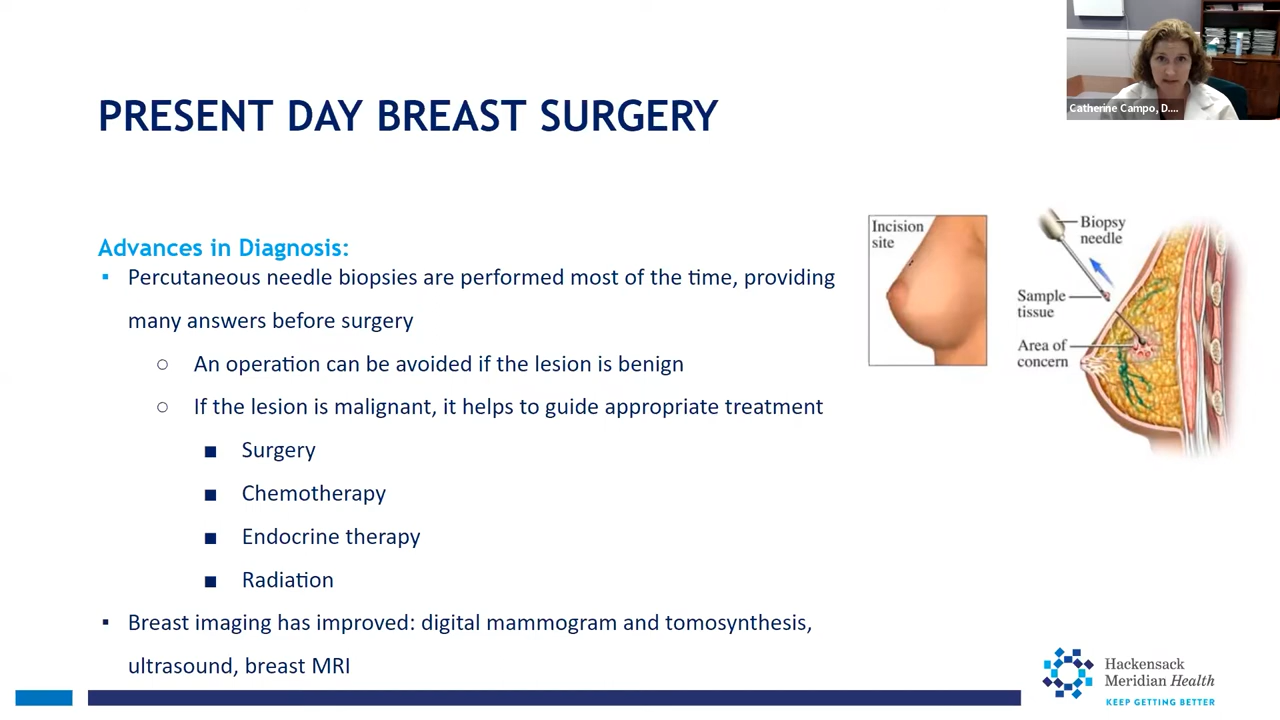 Catherine Campo, D....
PRESENT DAY BREAST SURGERY
Advances in Diagnosis:
▪ Percutaneous needle biopsies are performed most of the time, providing
many answers before surgery
○ An operation can be avoided if the lesion is benign
○ If the lesion is malignant, it helps to guide appropriate treatment
■ Surgery
■ Chemotherapy
■ Endocrine therapy
■ Radiation
▪ Breast imaging has improved: digital mammogram and tomosynthesis,
ultrasound, breast MRI
Incision
site
Biopsy
needle
Sample
tissue
Area of
concern
Hackensack
Meridian Health
KEEP GETTING BETTER